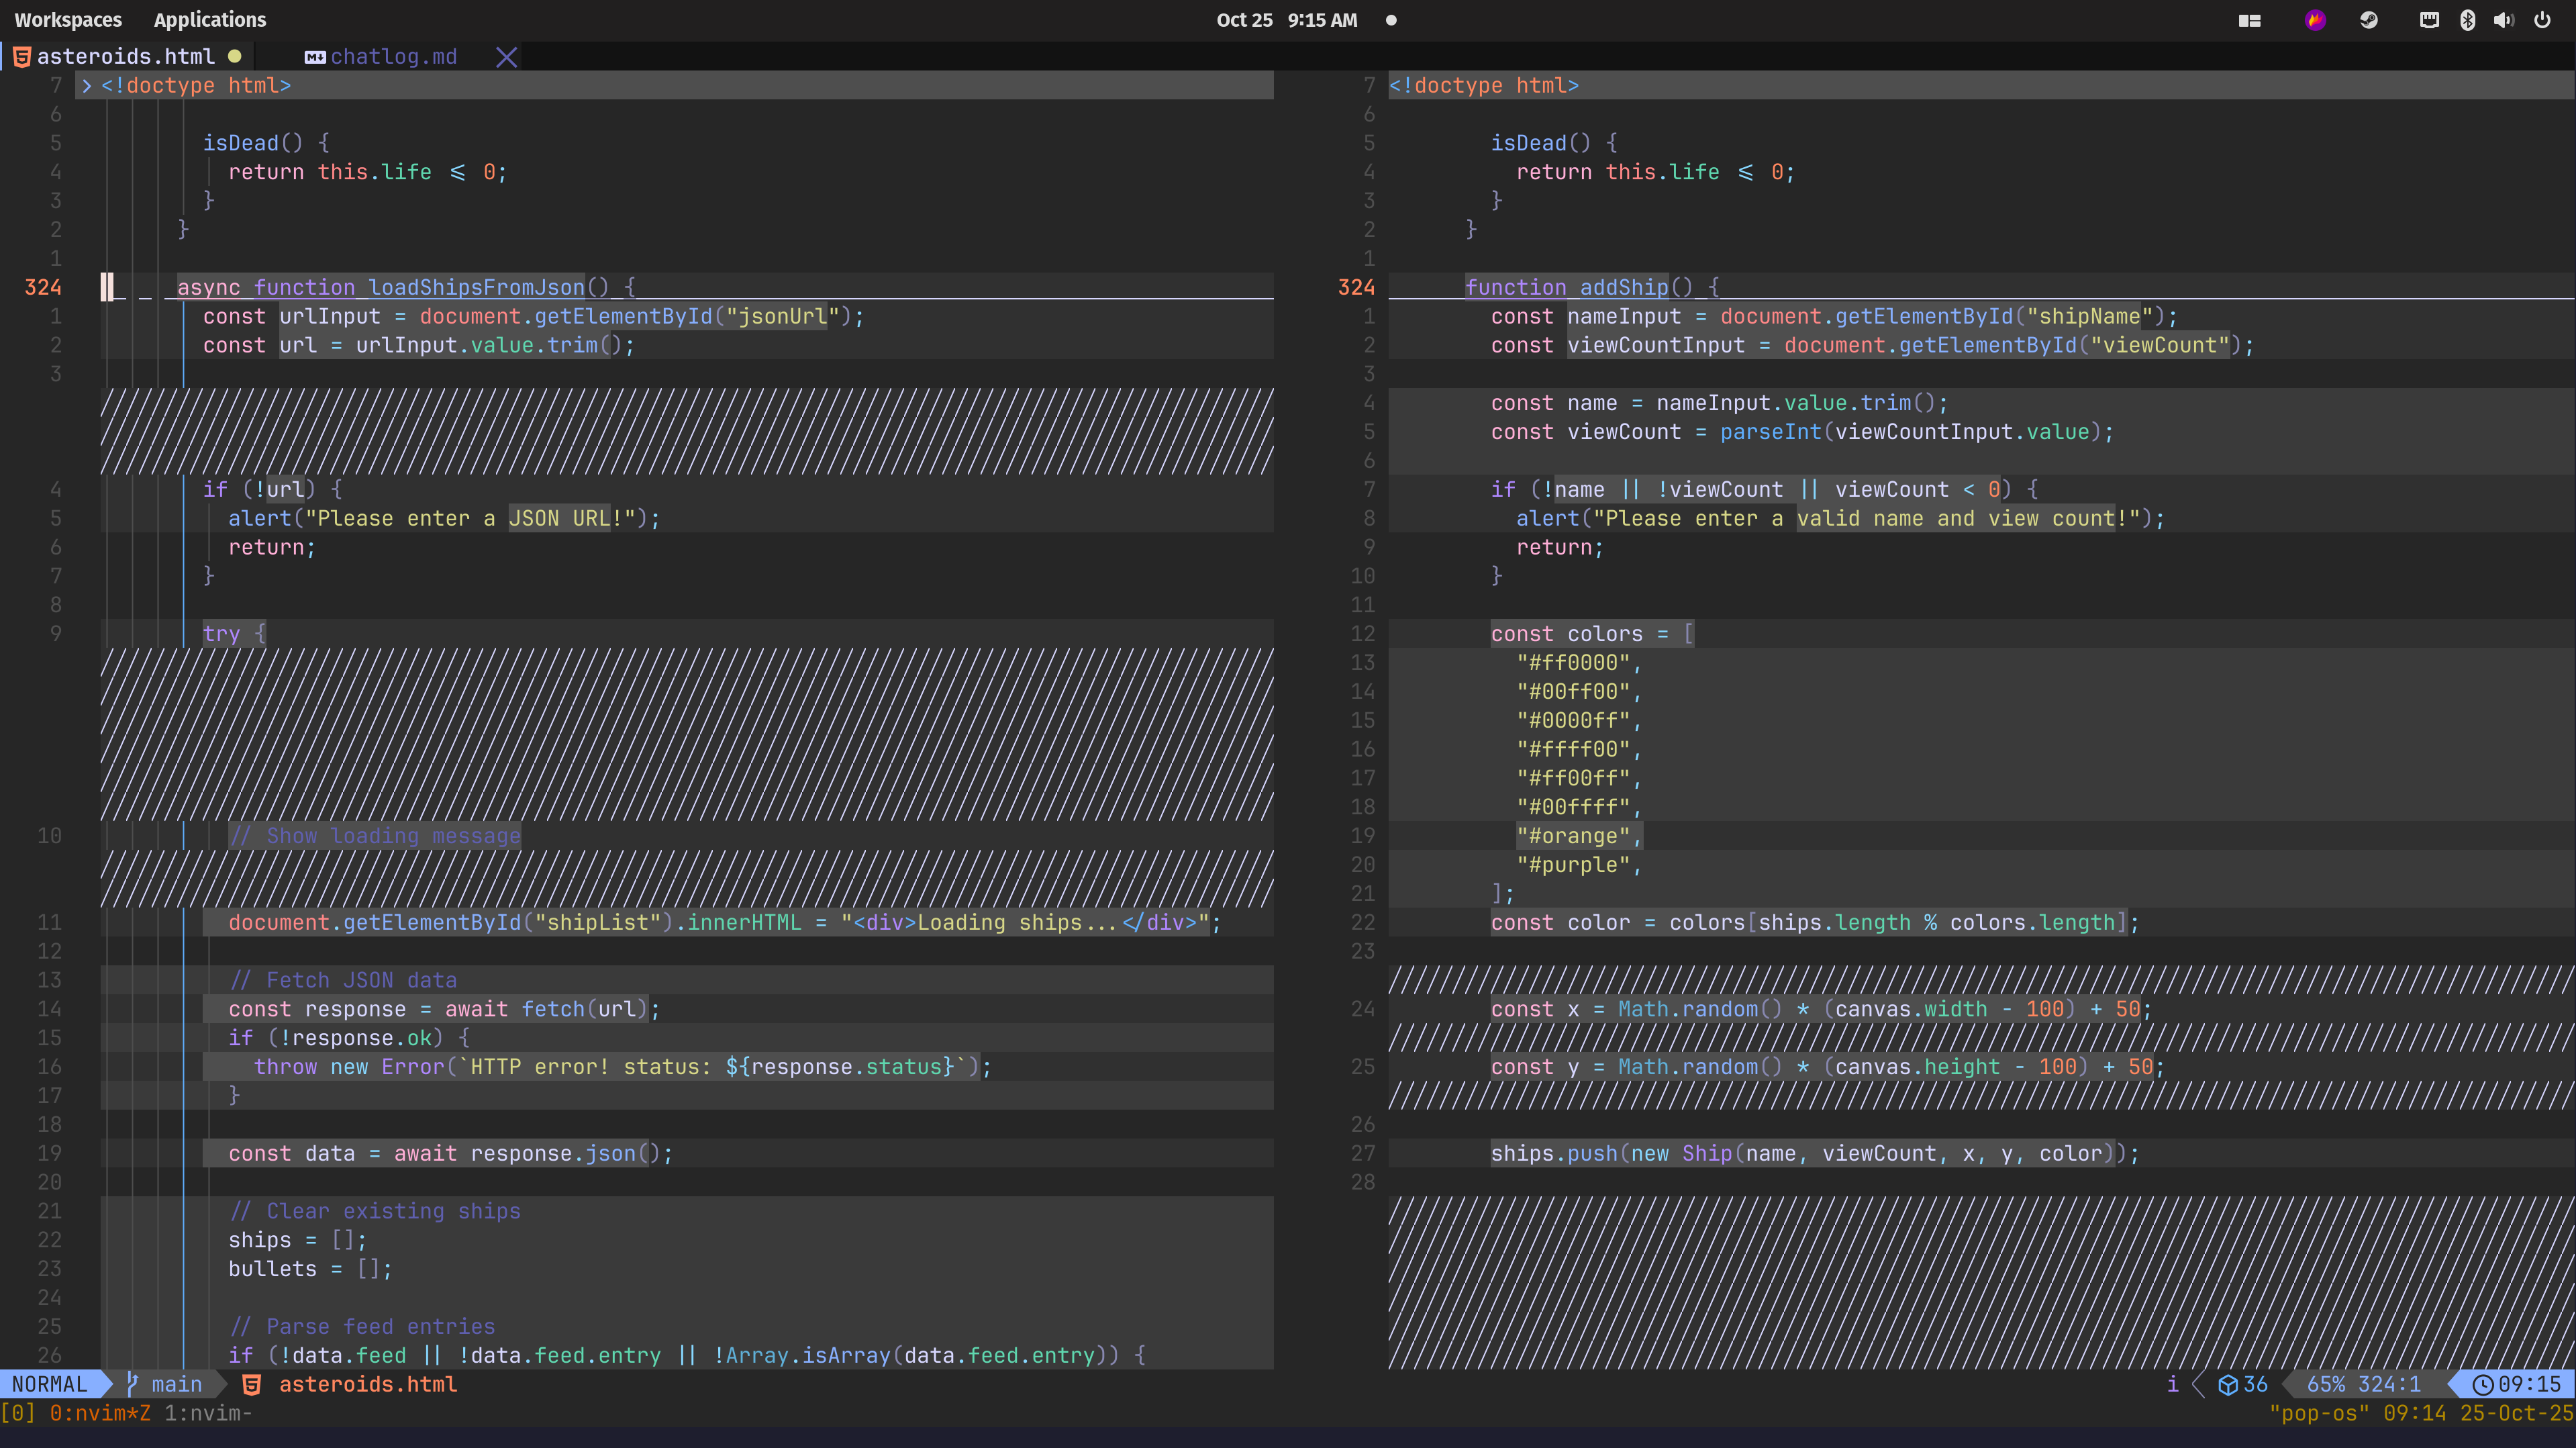 Workspaces Applications Oct 25 9:15 AM
asteroids.html chatlog.md
7 <!doctype html>
6
5 isDead() {
4 return this.life <= 0;
3 }
2 }
1
324 async function loadShipsFromJson() {
1 const urlInput = document.getElementById("jsonUrl");
2 const url = urlInput.value.trim();
3
4 if (!url) {
5 alert("Please enter a JSON URL!");
6 return;
7 }
8
9 try {
10 // Show loading message
11 document.getElementById("shipList").innerHTML = "<div>Loading ships...</div>";
12
13 // Fetch JSON data
14 const response = await fetch(url);
15 if (!response.ok) {
16 throw new Error(`HTTP error! status: ${response.status}`);
17 }
18
19 const data = await response.json();
20
21 // Clear existing ships
22 ships = [];
23 bullets = [];
24
25 // Parse feed entries
26 if (!data.feed || !data.feed.entry || !Array.isArray(data.feed.entry)) {
7 <!doctype html>
6
5 isDead() {
4 return this.life <= 0;
3 }
2 }
1
324 function addShip() {
1 const nameInput = document.getElementById("shipName");
2 const viewCountInput = document.getElementById("viewCount");
3
4 const name = nameInput.value.trim();
5 const viewCount = parseInt(viewCountInput.value);
6
7 if (!name || !viewCount || viewCount < 0) {
8 alert("Please enter a valid name and view count!");
9 return;
10 }
11
12 const colors = [
13 "#ff0000",
14 "#00ff00",
15 "#0000ff",
16 "#ffff00",
17 "#ff00ff",
18 "#00ffff",
19 "#orange",
20 "#purple",
21 ];
22 const color = colors[ships.length % colors.length];
23
24 const x = Math.random() * (canvas.width - 100) + 50;
25 const y = Math.random() * (canvas.height - 100) + 50;
26
27 ships.push(new Ship(name, viewCount, x, y, color));
28
NORMAL main asteroids.html i 36 65% 324:1 09:15
[0] 0:nvim*Z 1:nvim- "pop-os" 09:14 25-Oct-25